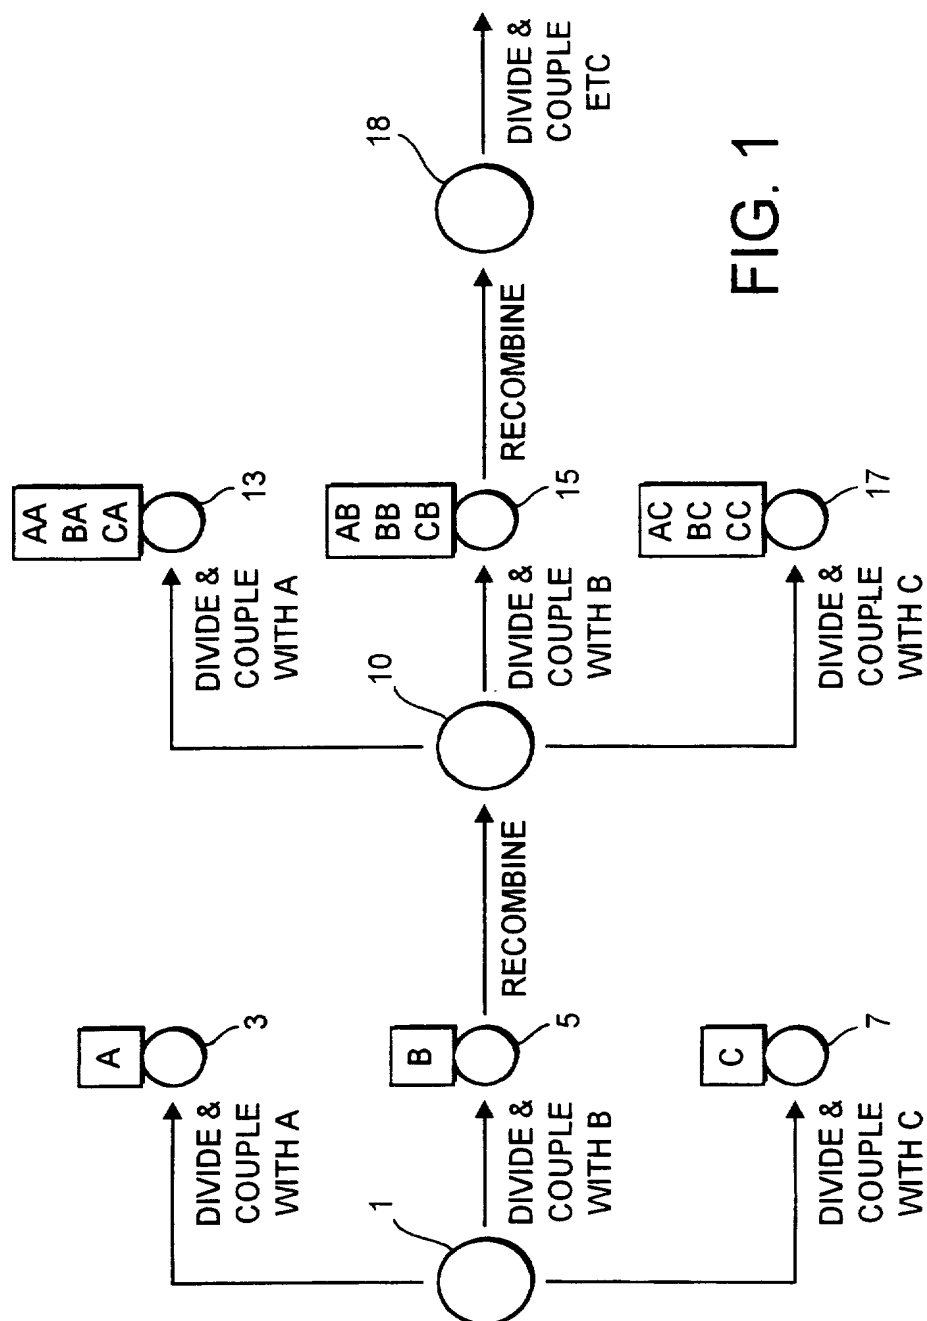 1
DIVIDE &
COUPLE
WITH A
A
3
DIVIDE &
COUPLE
WITH B
B
5
DIVIDE &
COUPLE
WITH C
C
7
RECOMBINE
10
DIVIDE &
COUPLE
WITH A
AA
BA
CA
13
DIVIDE &
COUPLE
WITH B
AB
BB
CB
15
DIVIDE &
COUPLE
WITH C
AC
BC
CC
17
RECOMBINE
18
DIVIDE &
COUPLE
ETC
FIG. 1